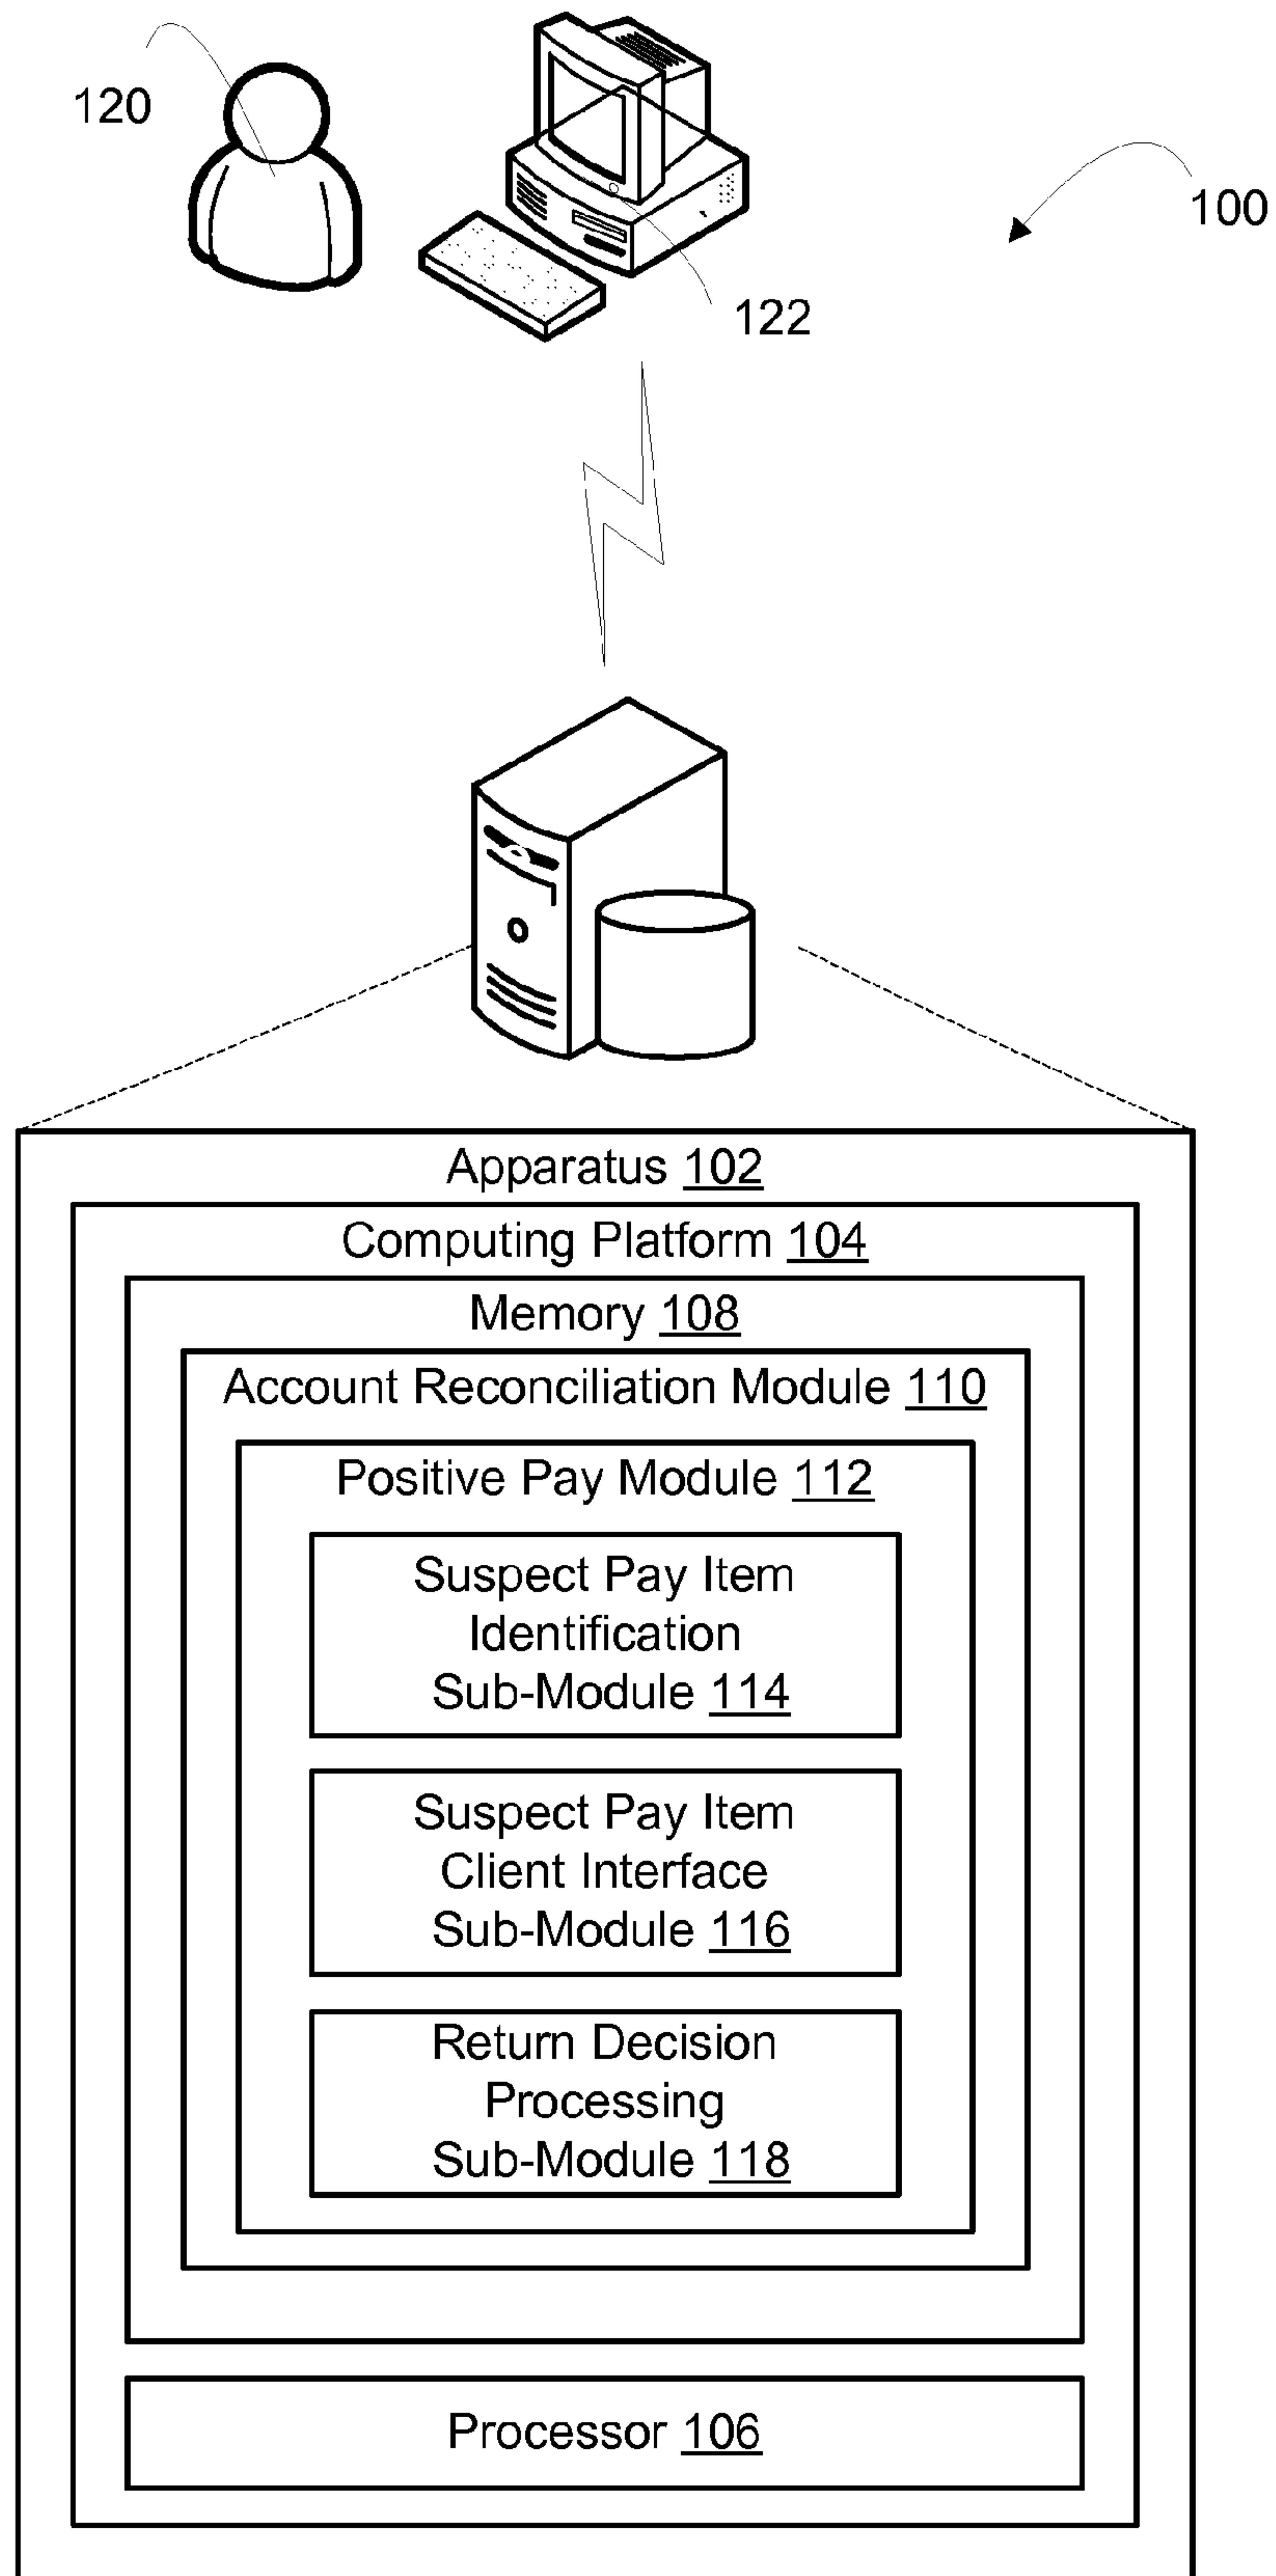 120
100
122
Apparatus 102
Computing Platform 104
Memory 108
Account Reconciliation Module 110
Positive Pay Module 112
Suspect Pay Item
Identification
Sub-Module 114
Suspect Pay Item
Client Interface
Sub-Module 116
Return Decision
Processing
Sub-Module 118
Processor 106